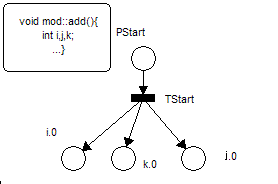 void mod::add(){
int i,j,k;
...}
PStart
TStart
i.0
k.0
j.0